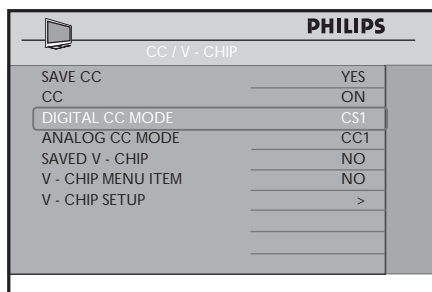 PHILIPS
CC / V - CHIP
SAVE CC YES
CC ON
DIGITAL CC MODE CS1
ANALOG CC MODE CC1
SAVED V - CHIP NO
V - CHIP MENU ITEM NO
V - CHIP SETUP >